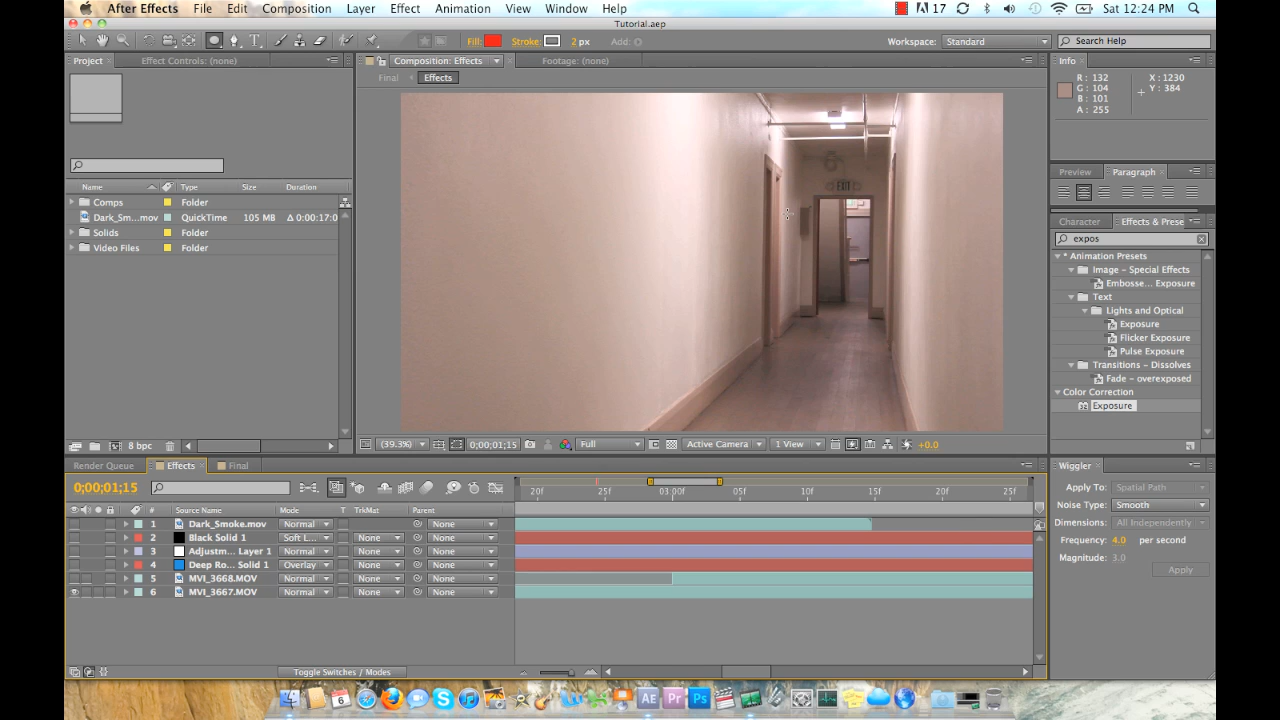 After Effects File Edit Composition Layer Effect Animation View Window Help 17 Sat 12:24 PM
Tutorial.aep
Fill: Stroke: 2 px Add: Workspace: Standard Search Help
Project Effect Controls: (none) Composition: Effects Footage: (none) Info
Final Effects
R: 132 X: 1230
G: 104 Y: 384
B: 101
A: 255
EXIT
Preview Paragraph
Name Type Size Duration
Comps Folder
Dark_Sm...mov QuickTime 105 MB Δ 0:00:17:0
Solids Folder
Video Files Folder
Character Effects & Prese
expos
* Animation Presets
Image – Special Effects
Embosse... Exposure
Text
Lights and Optical
Exposure
Flicker Exposure
Pulse Exposure
Transitions – Dissolves
Fade – overexposed
Color Correction
32 Exposure
8 bpc (39.3%) 0;00;01;15 Full Active Camera 1 View +0.0
Render Queue Effects Final
0;00;01;15
20f 25f 03:00f 05f 10f 15f 20f 25f
# Source Name Mode T TrkMat Parent
1 Dark_Smoke.mov Normal None
2 Black Solid 1 Soft L... None None
3 Adjustm... Layer 1 Normal None None
4 Deep Ro... Solid 1 Overlay None None
5 MVI_3668.MOV Normal None None
6 MVI_3667.MOV Normal None None
Toggle Switches / Modes
Wiggler
Apply To: Spatial Path
Noise Type: Smooth
Dimensions: All Independently
Frequency: 4.0 per second
Magnitude: 3.0
Apply
6 AE Pr Ps